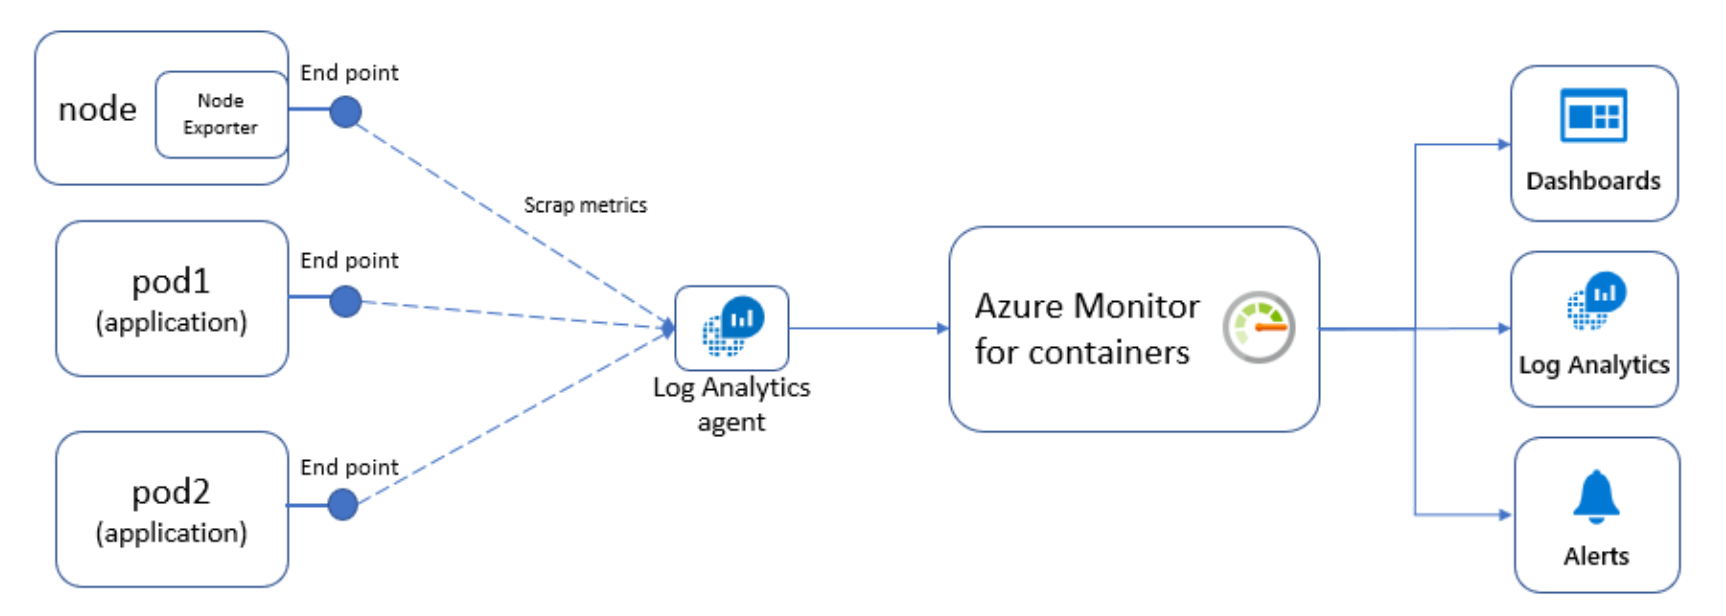 node
Node
Exporter
End point
Scrap metrics
pod1
(application)
End point
pod2
(application)
End point
Log Analytics
agent
Azure Monitor
for containers
Dashboards
Log Analytics
Alerts